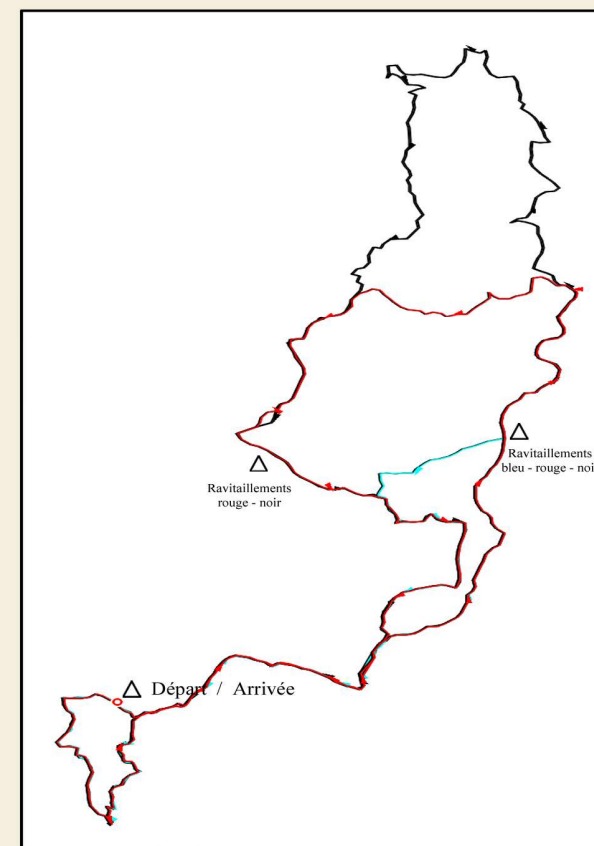 Ravitaillements
bleu - rouge - noi
Ravitaillements
rouge - noir
Départ / Arrivée